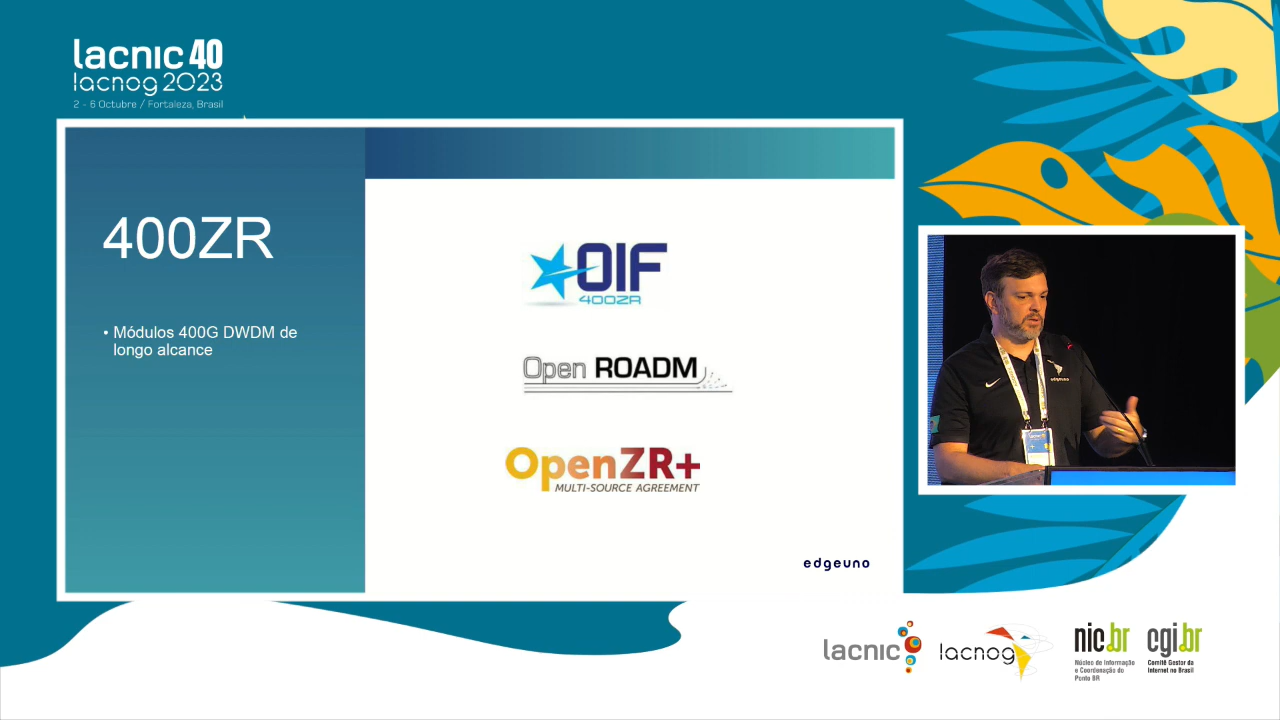 lacnic 40
lacnog 2023
2 - 6 Octubre / Fortaleza, Brasil
400ZR
• Módulos 400G DWDM de
longo alcance
OIF
400ZR
Open ROADM
OpenZR+
MULTI-SOURCE AGREEMENT
edgeuno
edgeuno
lacnic
lacnog
nic.br
Núcleo de Informação
e Coordenação do
Ponto BR
cgi.br
Comitê Gestor da
Internet no Brasil